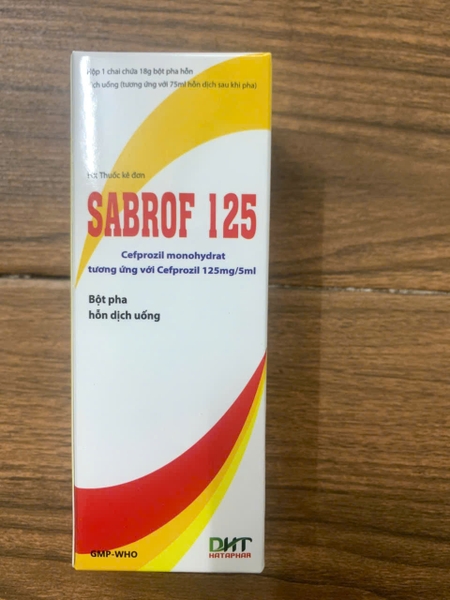 Hộp 1 chai chứa 18g bột pha hỗn
dịch uống (tương ứng với 75ml hỗn dịch sau khi pha)
Rx Thuốc kê đơn
SABROF 125
Cefprozil monohydrat
tương ứng với Cefprozil 125mg/5ml
Bột pha
hỗn dịch uống
GMP-WHO
DHT
HATAPHAR